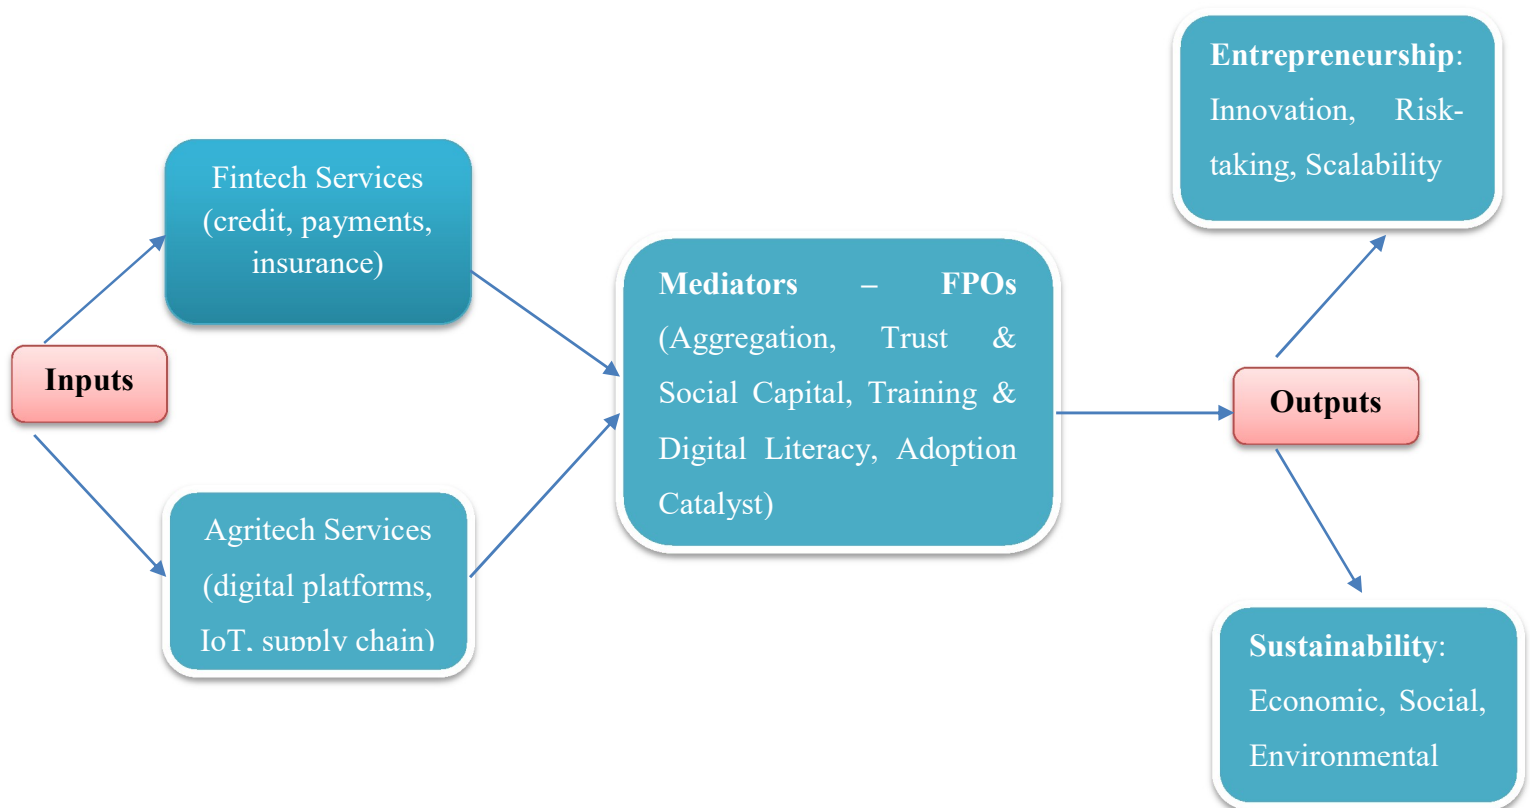 Inputs
Fintech Services
(credit, payments,
insurance)
Agritech Services
(digital platforms,
IoT, supply chain)
Mediators – FPOs
(Aggregation, Trust &
Social Capital, Training &
Digital Literacy, Adoption
Catalyst)
Outputs
Entrepreneurship:
Innovation, Risk-
taking, Scalability
Sustainability:
Economic, Social,
Environmental